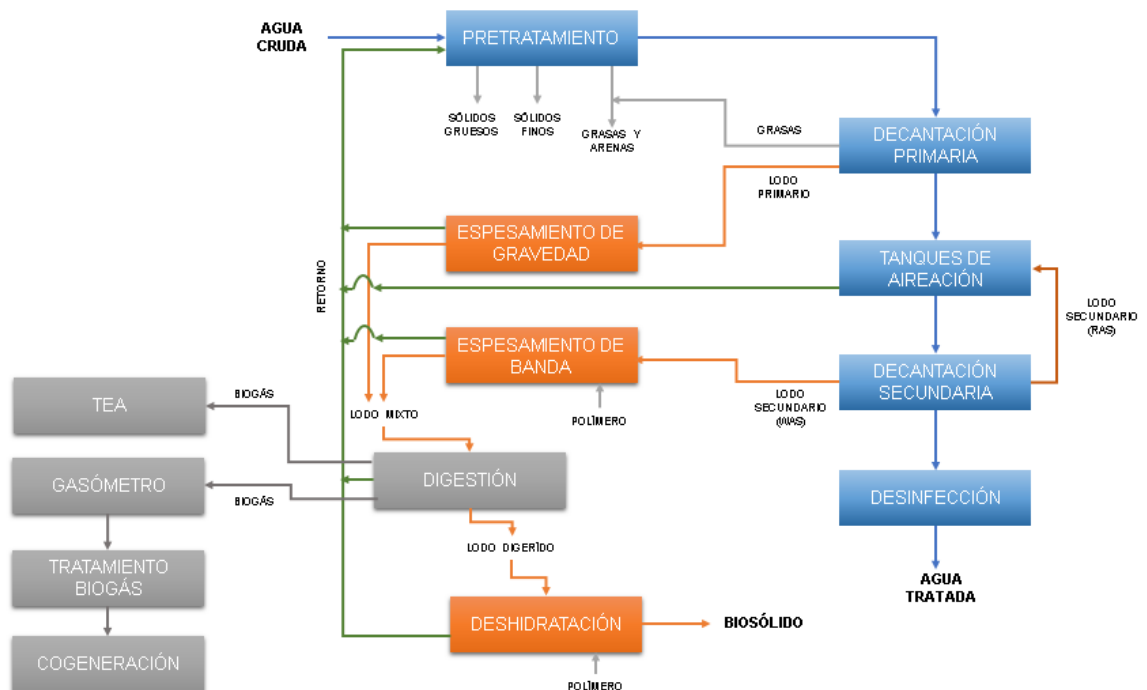 AGUA
CRUDA
PRETRATAMIENTO
SÓLIDOS
GRUESOS
SÓLIDOS
FINOS
GRASAS Y
ARENAS
GRASAS
DECANTACIÓN
PRIMARIA
LODO
PRIMARIO
ESPESAMIENTO DE
GRAVEDAD
TANQUES DE
AIREACIÓN
RETORNO
LODO
SECUNDARIO
(RAS)
ESPESAMIENTO DE
BANDA
DECANTACIÓN
SECUNDARIA
LODO
SECUNDARIO
(WAS)
POLÍMERO
TEA
BIOGÁS
LODO MIXTO
DIGESTIÓN
GASÓMETRO
BIOGÁS
DESINFECCIÓN
LODO DIGERÍDO
TRATAMIENTO
BIOGÁS
AGUA
TRATADA
DESHIDRATACIÓN
BIOSÓLIDO
COGENERACIÓN
POLÍMERO